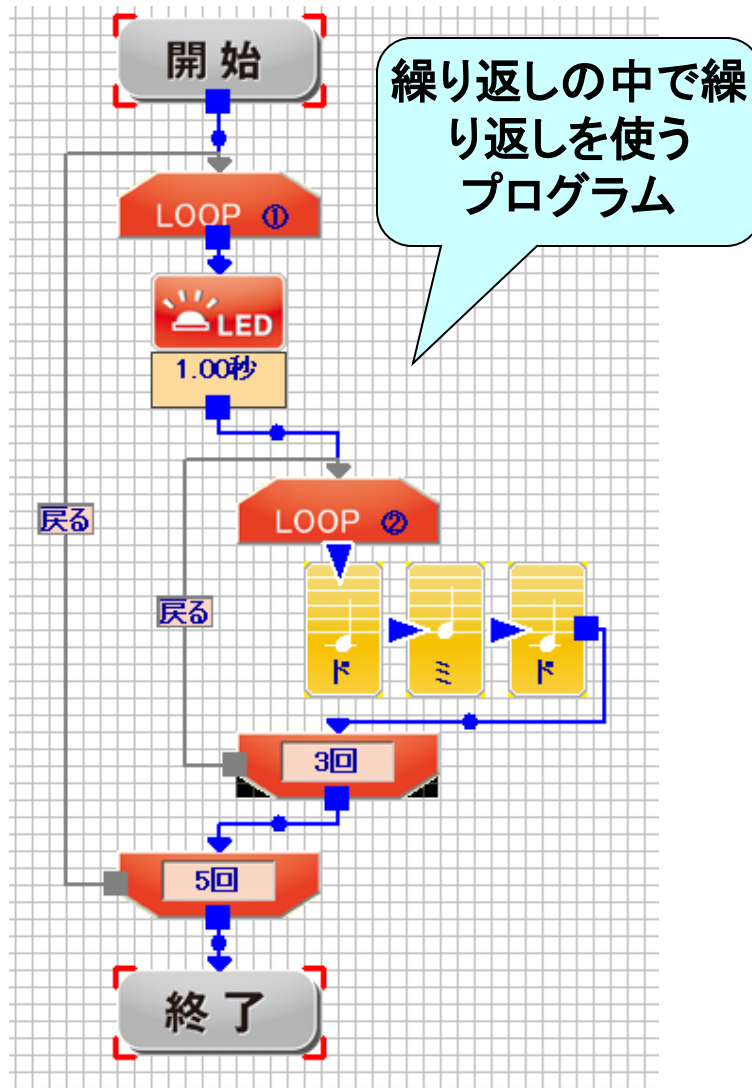 開始
繰り返しの中で繰
り返しを使う
プログラム
LOOP ①
LED
1.00秒
戻る
LOOP ②
戻る
ド
ミ
ド
3回
5回
終了